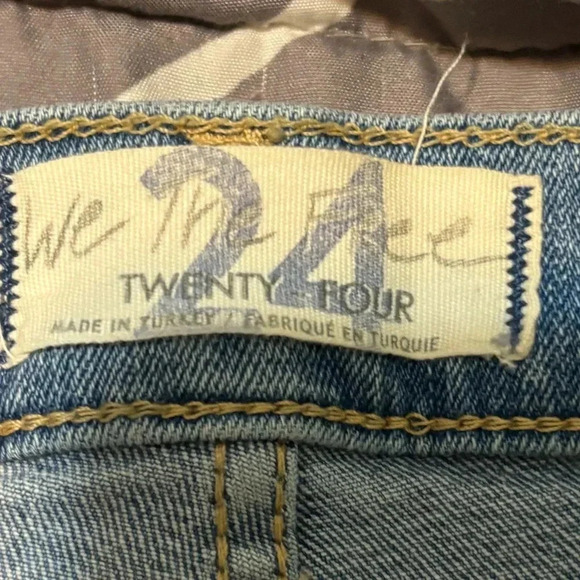 24
We The Free
TWENTY-FOUR
MADE IN TURKEY / FABRIQUÉ EN TURQUIE